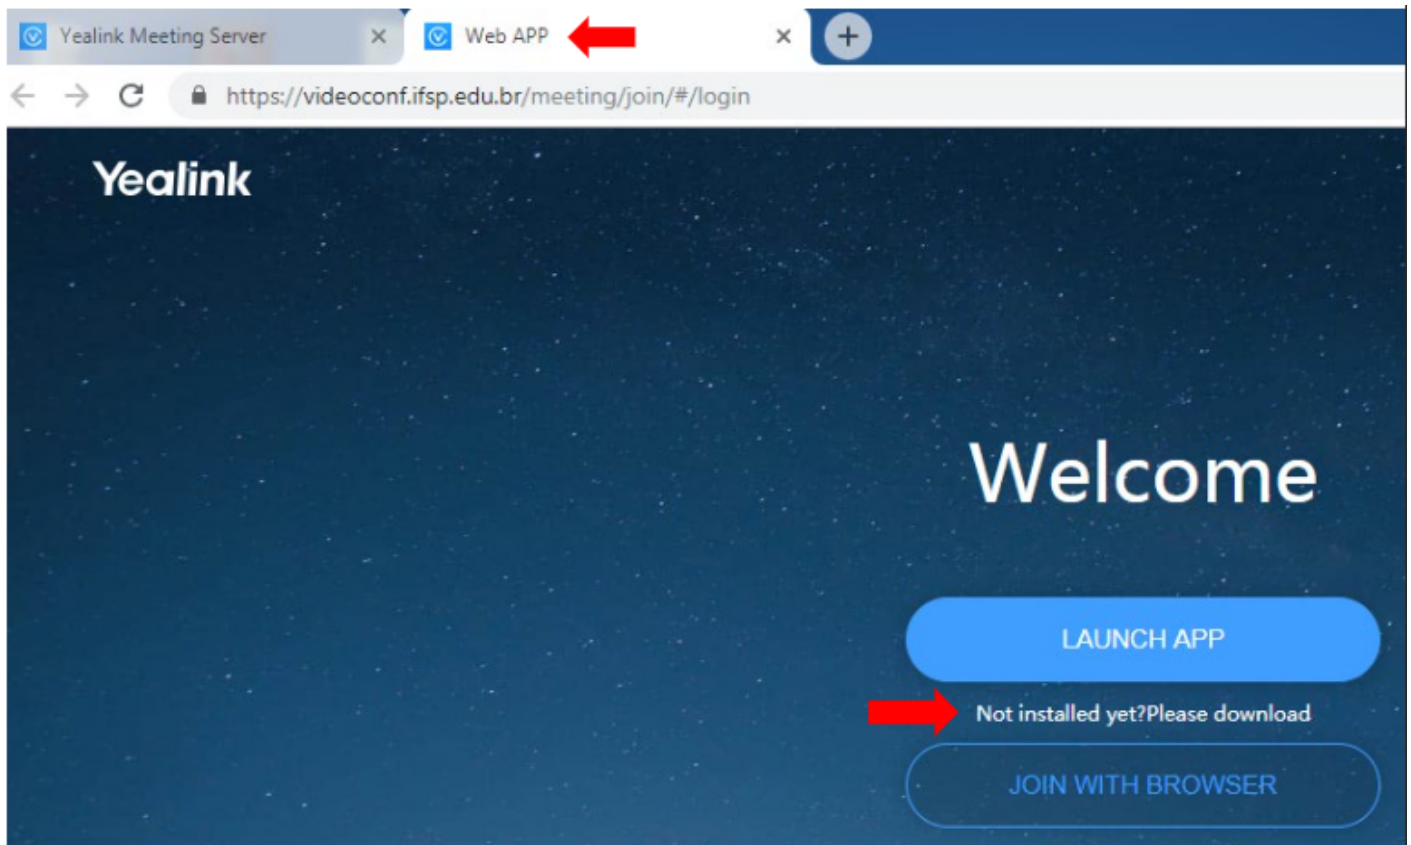 Yealink Meeting Server
Web APP
https://videoconf.ifsp.edu.br/meeting/join/#/login
Yealink
Welcome
LAUNCH APP
Not installed yet?Please download
JOIN WITH BROWSER